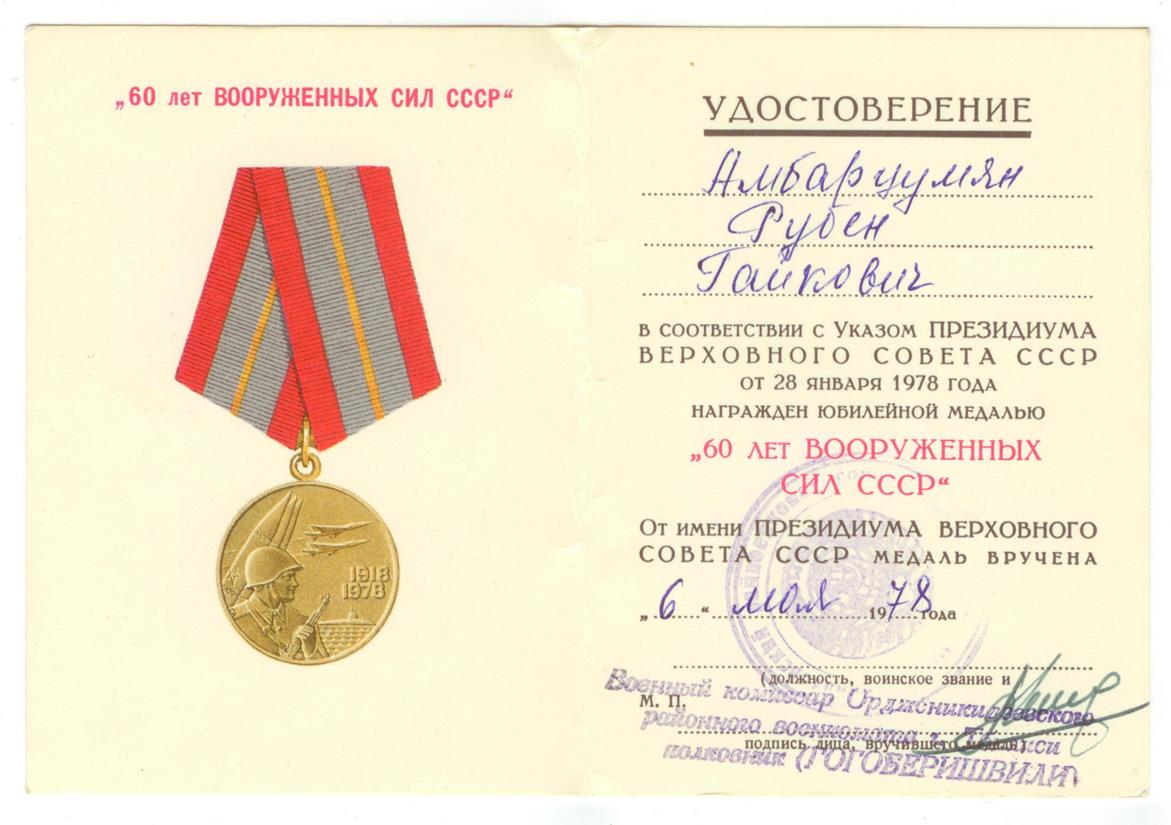 „60 лет ВООРУЖЕННЫХ СИЛ СССР“
1918
1978
УДОСТОВЕРЕНИЕ
Амбарцумян
Рубен
Гайкович
в соответствии с Указом ПРЕЗИДИУМА
ВЕРХОВНОГО СОВЕТА СССР
от 28 января 1978 года
награжден юбилейной медалью
„60 лет ВООРУЖЕННЫХ
СИЛ СССР“
От имени ПРЕЗИДИУМА ВЕРХОВНОГО
СОВЕТА СССР медаль вручена
„ 6 “ мая 1978 года
(должность, воинское звание и
М. П.
Военный комиссар Орджоникидзевского
районного военкомата г. Тбилиси
подпись лица, вручившего медаль)
полковник (ГОГОБЕРИШВИЛИ)